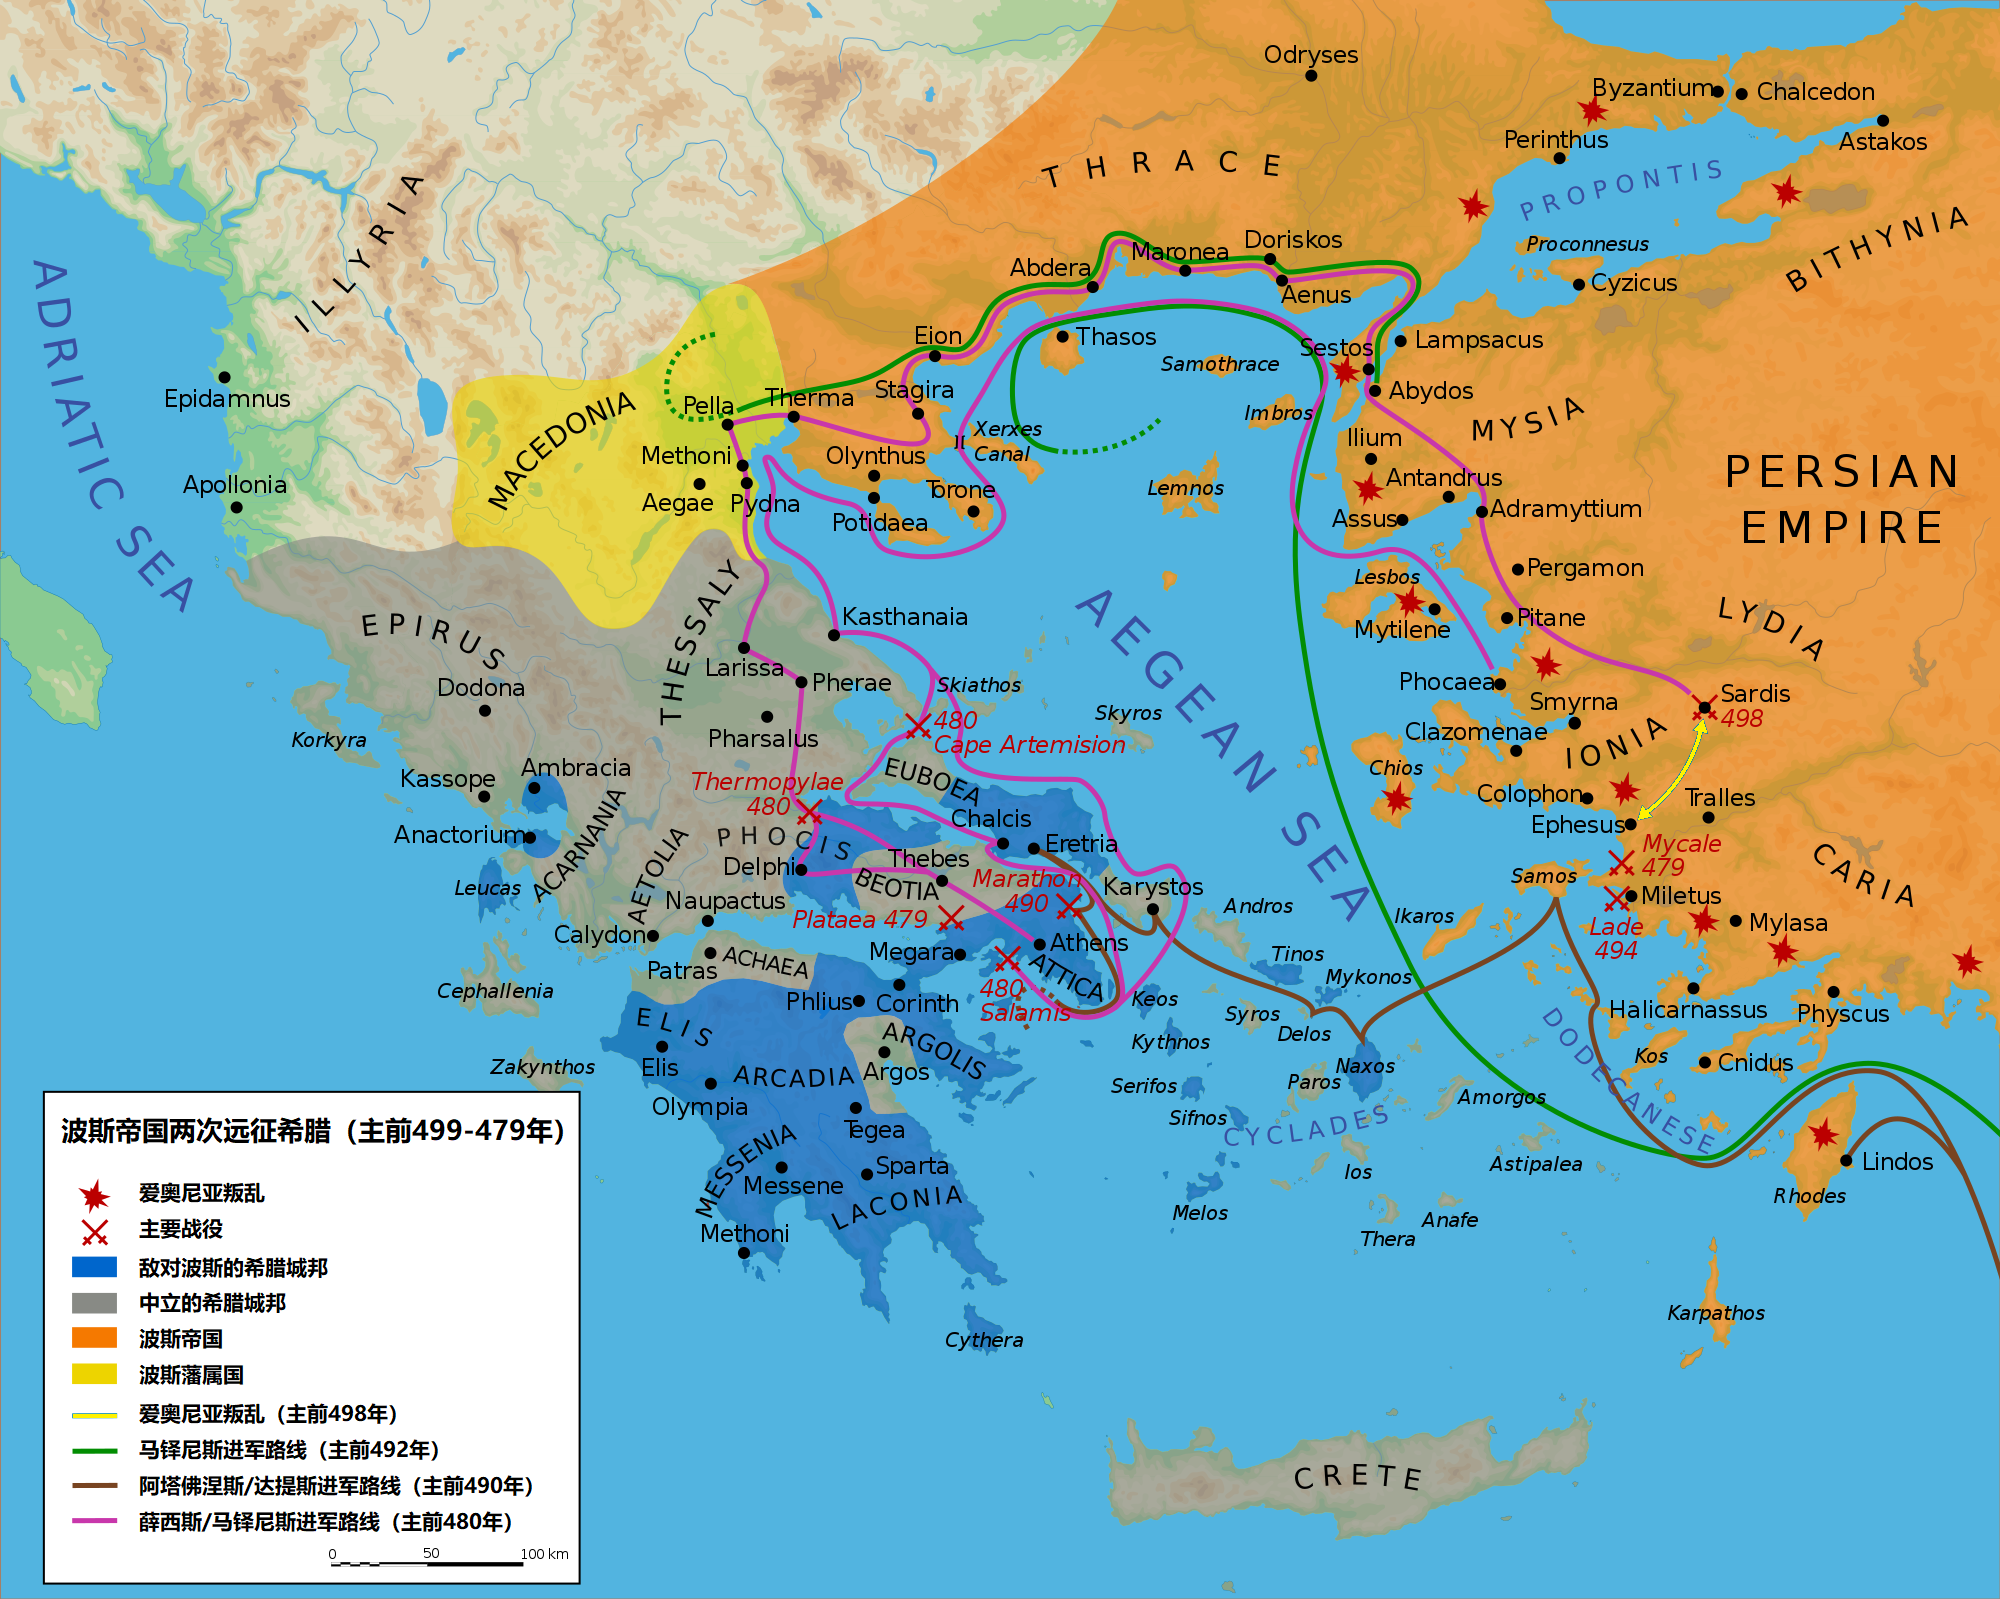 Odryses
Byzantium
Chalcedon
Perinthus
Astakos
THRACE
PROPONTIS
ILLYRIA
BITHYNIA
Proconnesus
Cyzicus
Doriskos
Maronea
Abdera
Aenus
ADRIATIC SEA
Eion
Thasos
Samothrace
Sestos
Lampsacus
Epidamnus
MACEDONIA
Pella
Therma
Stagira
Abydos
Imbros
MYSIA
Xerxes
Canal
Ilium
Methoni
Olynthus
PERSIAN
EMPIRE
Apollonia
Aegae
Pydna
Torone
Potidaea
Lemnos
Antandrus
Assus
Adramyttium
Pergamon
Lesbos
Mytilene
Pitane
LYDIA
EPIRUS
THESSALY
Kasthanaia
AEGEAN SEA
Larissa
Pherae
Dodona
Skiathos
Phocaea
Sardis
498
Smyrna
Skyros
480
Cape Artemision
Pharsalus
Korkyra
Clazomenae
IONIA
Chios
Kassope
Ambracia
Thermopylae
480
EUBOEA
Colophon
Tralles
Anactorium
ACARNANIA
AETOLIA
PHOCIS
Chalcis
Eretria
Ephesus
Mycale
479
Delphi
Thebes
BEOTIA
Marathon
490
Karystos
Samos
CARIA
Leucas
Naupactus
Plataea 479
Andros
Ikaros
Miletus
Lade
494
Mylasa
Calydon
Patras
ACHAEA
Megara
Athens
ATTICA
Tinos
Mykonos
Cephallenia
Phlius
Corinth
480
Salamis
Keos
Syros
Delos
Halicarnassus
Physcus
ELIS
Elis
ARGOLIS
Argos
Kythnos
DODECANESE
Kos
Cnidus
Zakynthos
ARCADIA
Olympia
Serifos
Paros
Naxos
Amorgos
Sifnos
CYCLADES
Tegea
MESSENIA
Messene
Sparta
LACONIA
Ios
Astipalea
Lindos
Rhodes
Methoni
Melos
Thera
Anafe
Karpathos
Cythera
CRETE
波斯帝国两次远征希腊（主前499-479年）
爱奥尼亚叛乱
主要战役
敌对波斯的希腊城邦
中立的希腊城邦
波斯帝国
波斯藩属国
爱奥尼亚叛乱（主前498年）
马铎尼斯进军路线（主前492年）
阿塔佛涅斯/达提斯进军路线（主前490年）
薛西斯/马铎尼斯进军路线（主前480年）
0 50 100 km